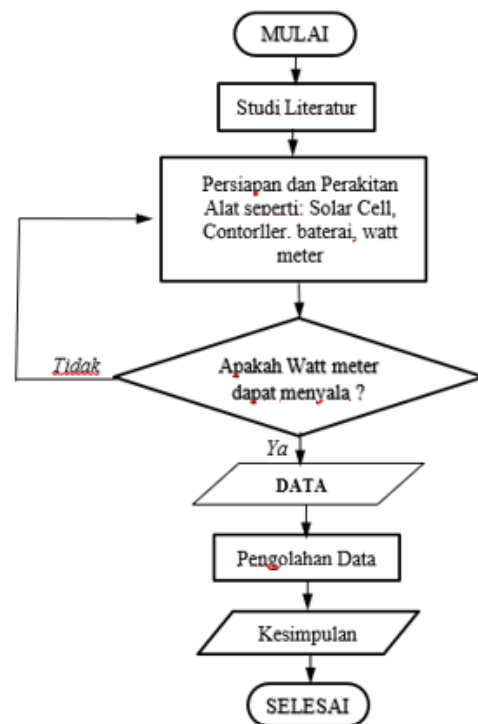 MULAI
Studi Literatur
Persiapan dan Perakitan
Alat seperti: Solar Cell,
Contorller. baterai, watt
meter
Apakah Watt meter
dapat menyala ?
Tidak
Ya
DATA
Pengolahan Data
Kesimpulan
SELESAI